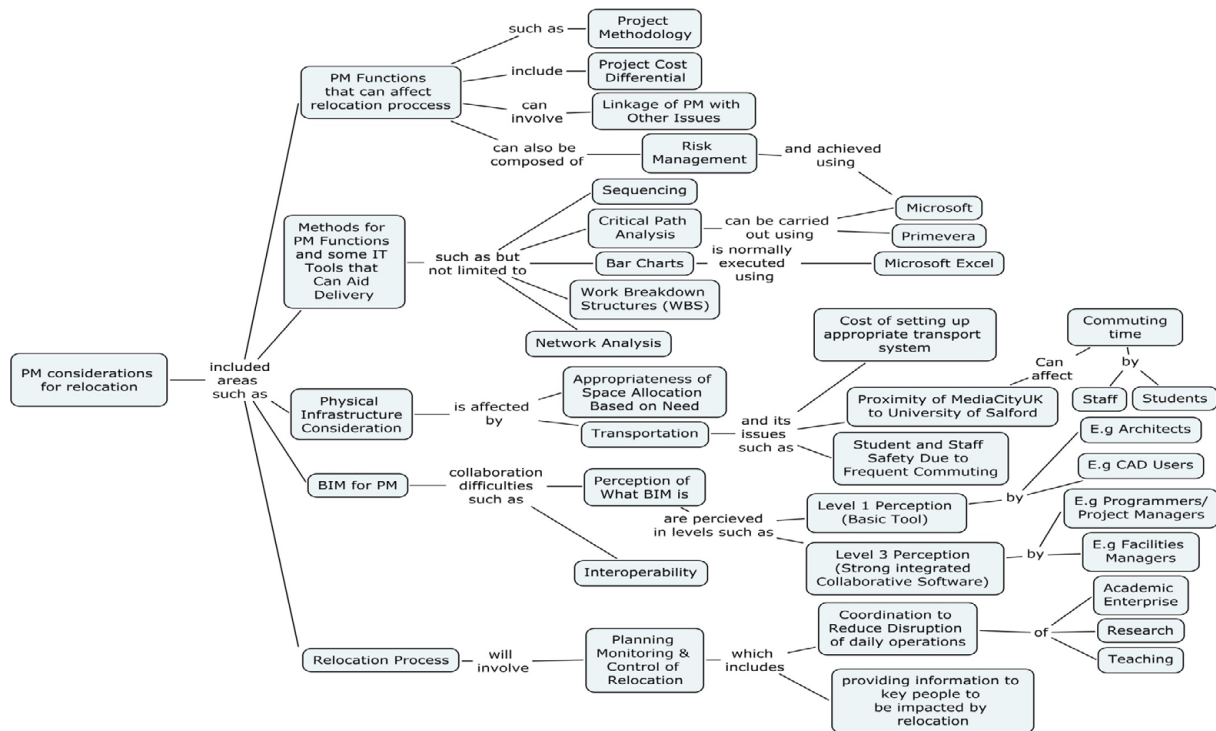 PM considerations
for relocation
included
areas
such as
PM Functions
that can affect
relocation proccess
such as
Project
Methodology
include
Project Cost
Differential
can
involve
Linkage of PM with
Other Issues
can also be
composed of
Risk
Management
and achieved
using
Methods for
PM Functions
and some IT
Tools that
Can Aid
Delivery
such as but
not limited to
Sequencing
Critical Path
Analysis
can be carried
out using
Microsoft
Primevera
Bar Charts
is normally
executed
using
Microsoft Excel
Work Breakdown
Structures (WBS)
Network Analysis
Physical
Infrastructure
Consideration
is affected
by
Appropriateness of
Space Allocation
Based on Need
Transportation
and its
issues
such as
Cost of setting up
appropriate transport
system
Proximity of MediaCityUK
to University of Salford
Can
affect
Commuting
time
by
Staff
Students
Student and Staff
Safety Due to
Frequent Commuting
BIM for PM
collaboration
difficulties
such as
Perception of
What BIM is
are percieved
in levels such as
Level 1 Perception
(Basic Tool)
by
E.g Architects
E.g CAD Users
Level 3 Perception
(Strong integrated
Collaborative Software)
by
E.g Programmers/
Project Managers
E.g Facilities
Managers
Interoperability
Relocation Process
will
involve
Planning
Monitoring &
Control of
Relocation
which
includes
Coordination to
Reduce Disruption
of daily operations
of
Academic
Enterprise
Research
Teaching
providing information to
key people to
be impacted by
relocation